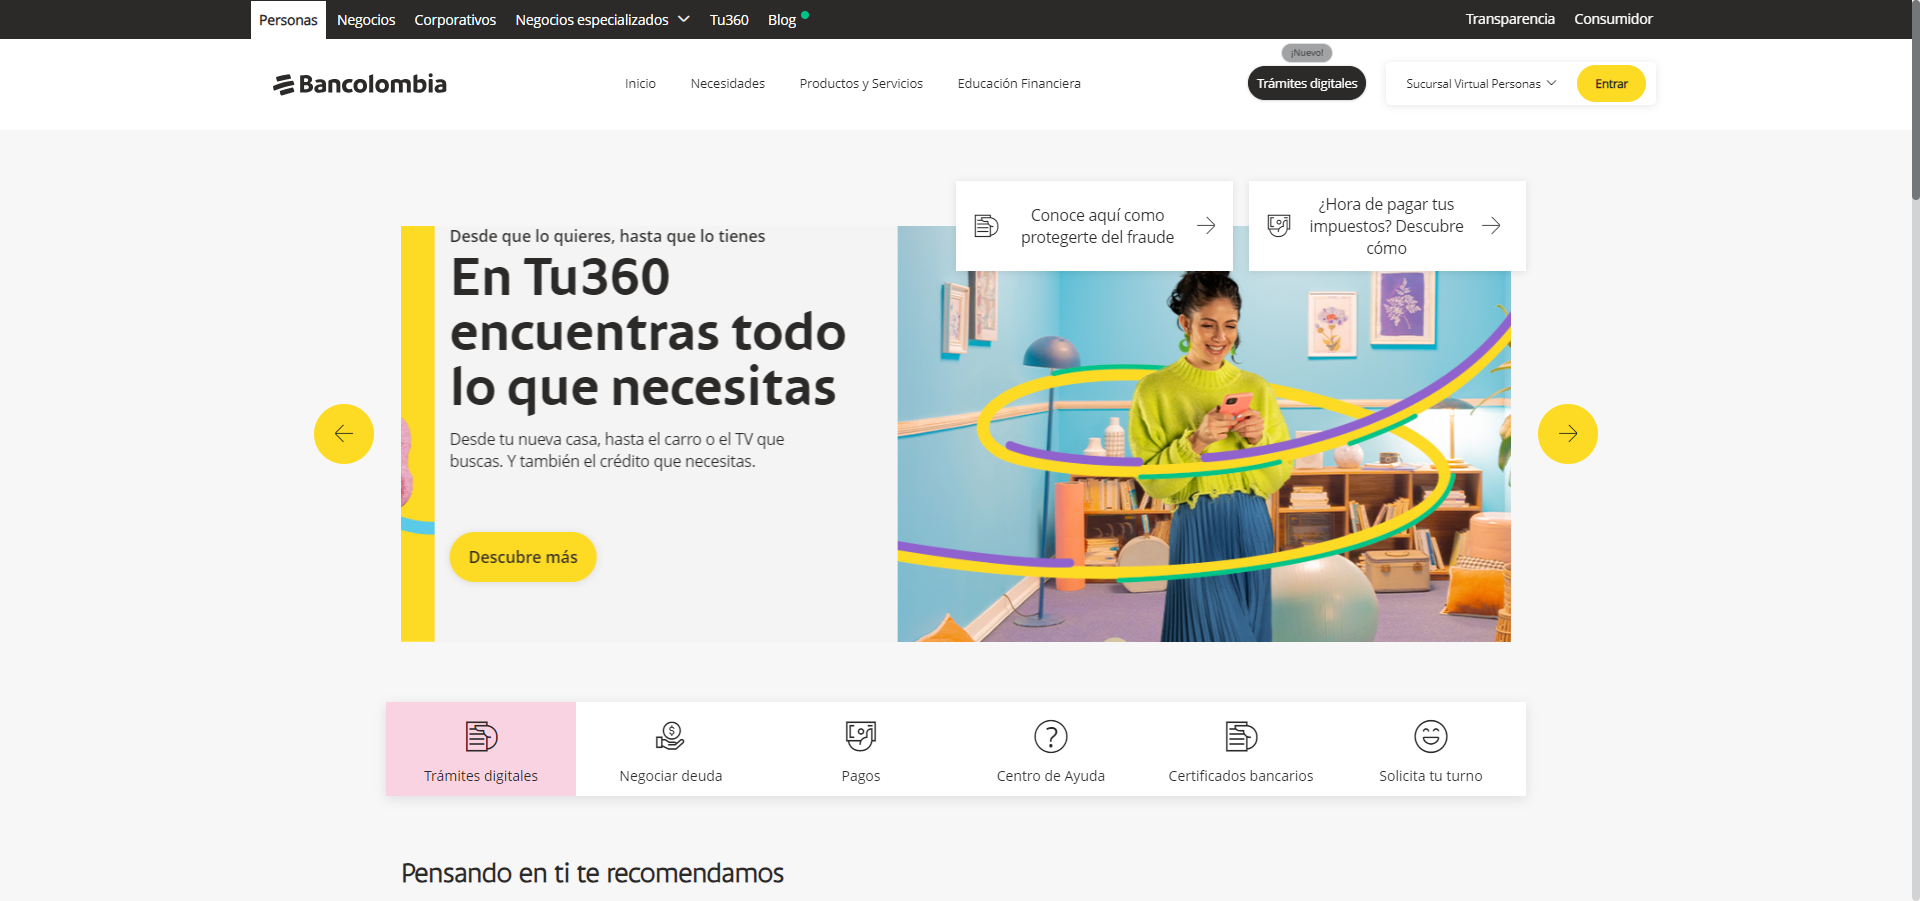 Personas Negocios Corporativos Negocios especializados Tu360 Blog Transparencia Consumidor
¡Nuevo!
Bancolombia Inicio Necesidades Productos y Servicios Educación Financiera Trámites digitales Sucursal Virtual Personas Entrar
Conoce aquí como
protegerte del fraude
¿Hora de pagar tus
impuestos? Descubre
cómo
Desde que lo quieres, hasta que lo tienes
En Tu360
encuentras todo
lo que necesitas
Desde tu nueva casa, hasta el carro o el TV que
buscas. Y también el crédito que necesitas.
Descubre más
Trámites digitales Negociar deuda Pagos Centro de Ayuda Certificados bancarios Solicita tu turno
Pensando en ti te recomendamos